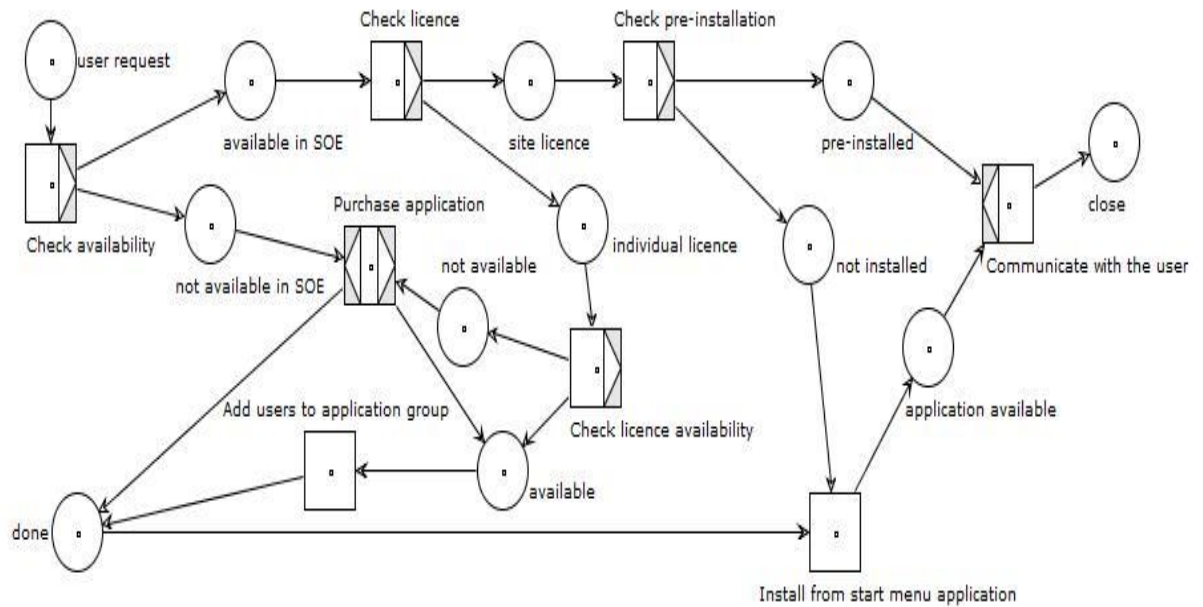 Check licence
Check pre-installation
user request
available in SOE
site licence
pre-installed
close
Check availability
Purchase application
individual licence
not available in SOE
not available
not installed
Communicate with the user
Add users to application group
Check licence availability
application available
available
done
Install from start menu application